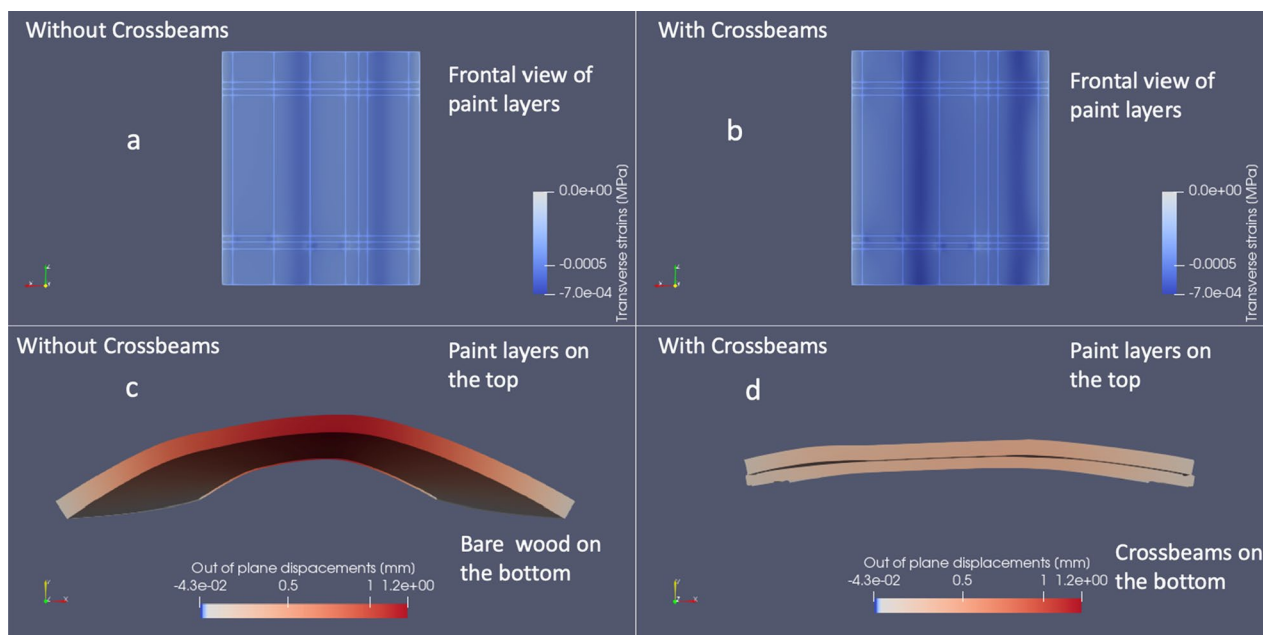 Without Crossbeams
Frontal view of
paint layers
a
0.0e+00
-0.0005
-7.0e-04
Transverse strains (MPa)
With Crossbeams
Frontal view of
paint layers
b
0.0e+00
-0.0005
-7.0e-04
Transverse strains (MPa)
Without Crossbeams
Paint layers on
the top
c
Bare wood on
the bottom
Out of plane dispacements (mm)
-4.3e-02 0.5 1 1.2e+00
With Crossbeams
Paint layers on
the top
d
Crossbeams on
the bottom
Out of plane dispacements (mm)
-4.3e-02 0.5 1 1.2e+00